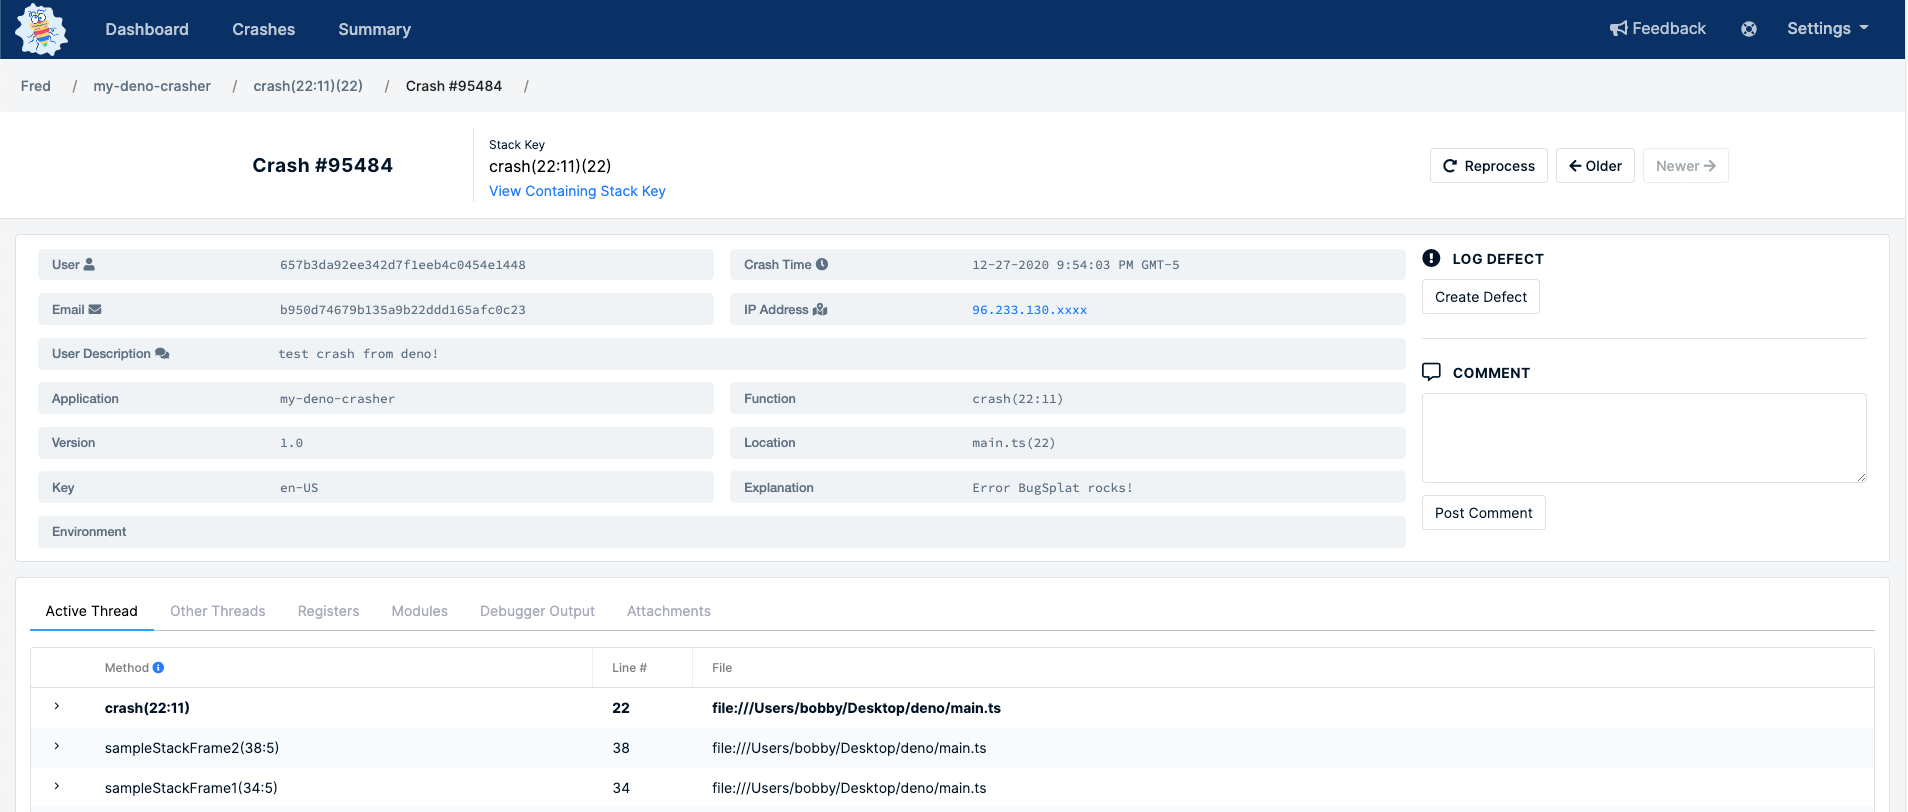 Dashboard Crashes Summary Feedback Settings
Fred / my-deno-crasher / crash(22:11)(22) / Crash #95484 /
Crash #95484
Stack Key
crash(22:11)(22)
View Containing Stack Key
Reprocess Older Newer
User 657b3da92ee342d7f1eeb4c0454e1448
Crash Time 12-27-2020 9:54:03 PM GMT-5
Email b950d74679b135a9b22ddd165afc0c23
IP Address 96.233.130.xxxx
User Description test crash from deno!
Application my-deno-crasher
Function crash(22:11)
Version 1.0
Location main.ts(22)
Key en-US
Explanation Error BugSplat rocks!
Environment
LOG DEFECT
Create Defect
COMMENT
Post Comment
Active Thread Other Threads Registers Modules Debugger Output Attachments
Method Line # File
crash(22:11) 22 file:///Users/bobby/Desktop/deno/main.ts
sampleStackFrame2(38:5) 38 file:///Users/bobby/Desktop/deno/main.ts
sampleStackFrame1(34:5) 34 file:///Users/bobby/Desktop/deno/main.ts